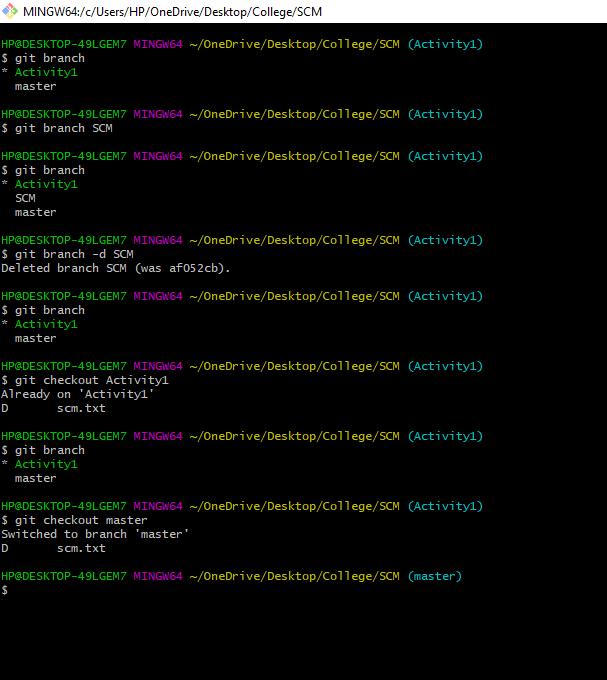 MINGW64:/c/Users/HP/OneDrive/Desktop/College/SCM
HP@DESKTOP-49LGEM7 MINGW64 ~/OneDrive/Desktop/College/SCM (Activity1)
$ git branch
* Activity1
  master
HP@DESKTOP-49LGEM7 MINGW64 ~/OneDrive/Desktop/College/SCM (Activity1)
$ git branch SCM
HP@DESKTOP-49LGEM7 MINGW64 ~/OneDrive/Desktop/College/SCM (Activity1)
$ git branch
* Activity1
  SCM
  master
HP@DESKTOP-49LGEM7 MINGW64 ~/OneDrive/Desktop/College/SCM (Activity1)
$ git branch -d SCM
Deleted branch SCM (was af052cb).
HP@DESKTOP-49LGEM7 MINGW64 ~/OneDrive/Desktop/College/SCM (Activity1)
$ git branch
* Activity1
  master
HP@DESKTOP-49LGEM7 MINGW64 ~/OneDrive/Desktop/College/SCM (Activity1)
$ git checkout Activity1
Already on 'Activity1'
D       scm.txt
HP@DESKTOP-49LGEM7 MINGW64 ~/OneDrive/Desktop/College/SCM (Activity1)
$ git branch
* Activity1
  master
HP@DESKTOP-49LGEM7 MINGW64 ~/OneDrive/Desktop/College/SCM (Activity1)
$ git checkout master
Switched to branch 'master'
D       scm.txt
HP@DESKTOP-49LGEM7 MINGW64 ~/OneDrive/Desktop/College/SCM (master)
$